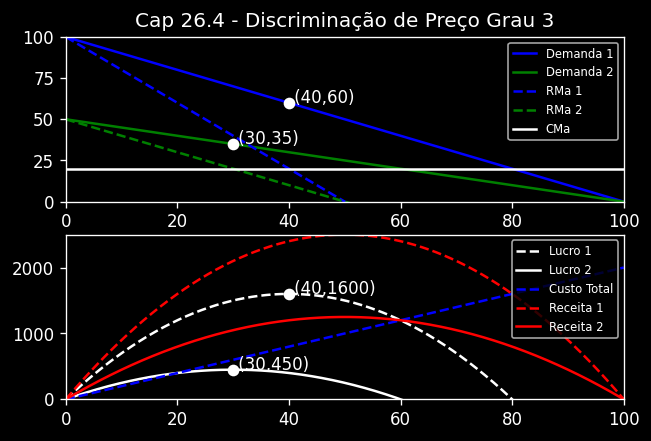 Cap 26.4 - Discriminação de Preço Grau 3
100
75
50
25
0
0 20 40 60 80 100
(40,60)
(30,35)
Demanda 1
Demanda 2
RMa 1
RMa 2
CMa
2000
1000
0
0 20 40 60 80 100
(40,1600)
(30,450)
Lucro 1
Lucro 2
Custo Total
Receita 1
Receita 2